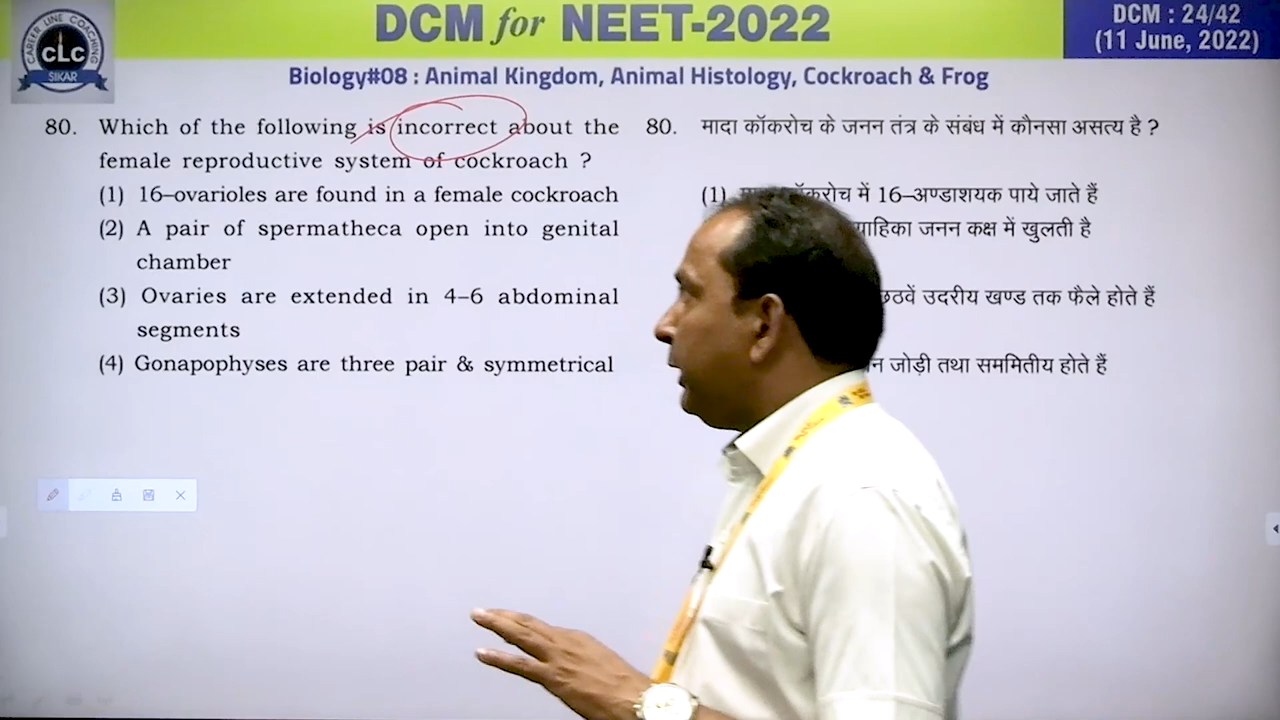 DCM for NEET-2022
DCM : 24/42
(11 June, 2022)
CAREER LINE COACHING
CLC
SIKAR
Biology#08 : Animal Kingdom, Animal Histology, Cockroach & Frog
80. Which of the following is incorrect about the
female reproductive system of cockroach ?
(1) 16–ovarioles are found in a female cockroach
(2) A pair of spermatheca open into genital
chamber
(3) Ovaries are extended in 4–6 abdominal
segments
(4) Gonapophyses are three pair & symmetrical
80. मादा कॉकरोच के जनन तंत्र के संबंध में कौनसा असत्य है ?
(1) में 16–अण्डाशयक पाये जाते हैं
जनन कक्ष में खुलती है
उदरीय खण्ड तक फैले होते हैं
जोड़ी तथा सममितीय होते हैं